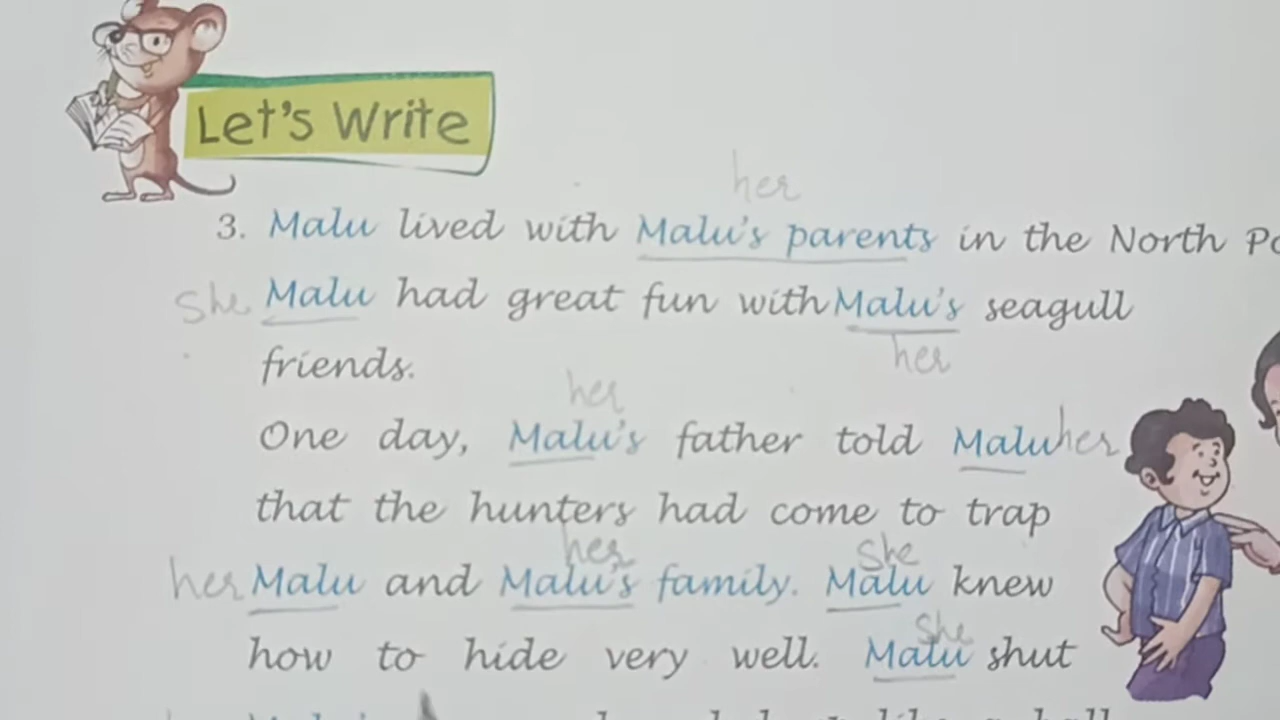 Let's Write
her
3. Malu lived with Malu's parents in the North
She Malu had great fun with Malu's seagull
her
friends.
her
One day, Malu's father told Malu her
that the hunters had come to trap
her She
her Malu and Malu's family. Malu knew
She
how to hide very well. Malu shut